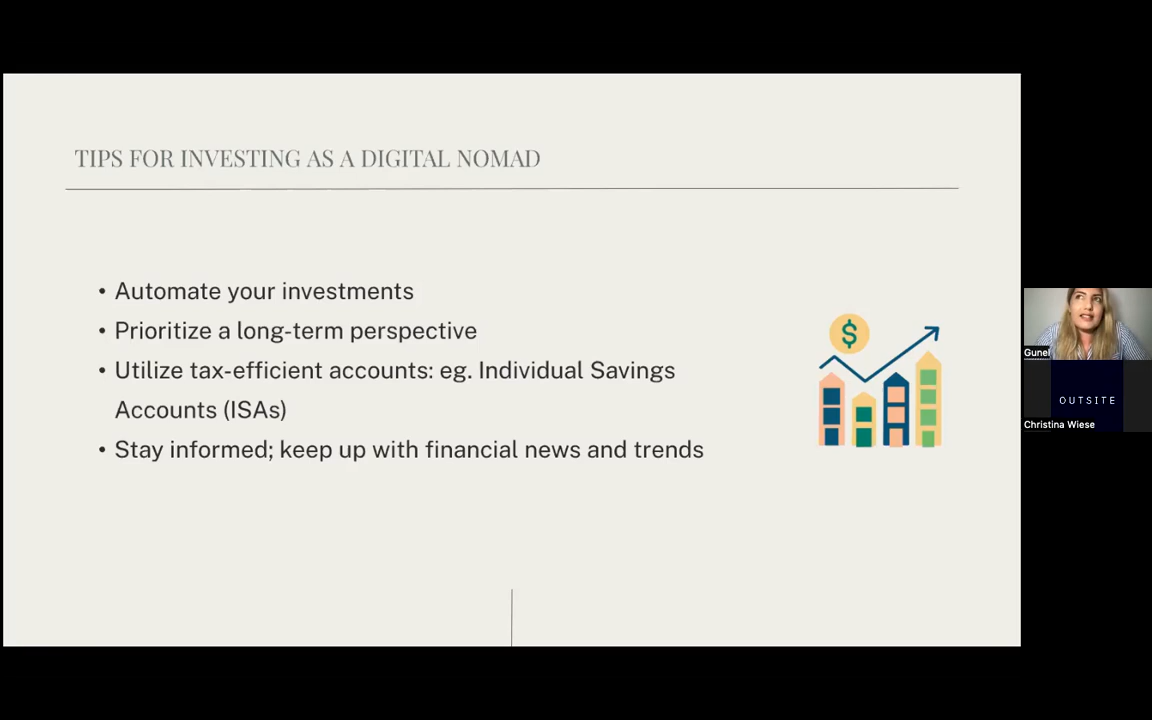 TIPS FOR INVESTING AS A DIGITAL NOMAD
• Automate your investments
• Prioritize a long-term perspective
• Utilize tax-efficient accounts: eg. Individual Savings
Accounts (ISAs)
• Stay informed; keep up with financial news and trends
$
Gunel
OUTSITE
Christina Wiese